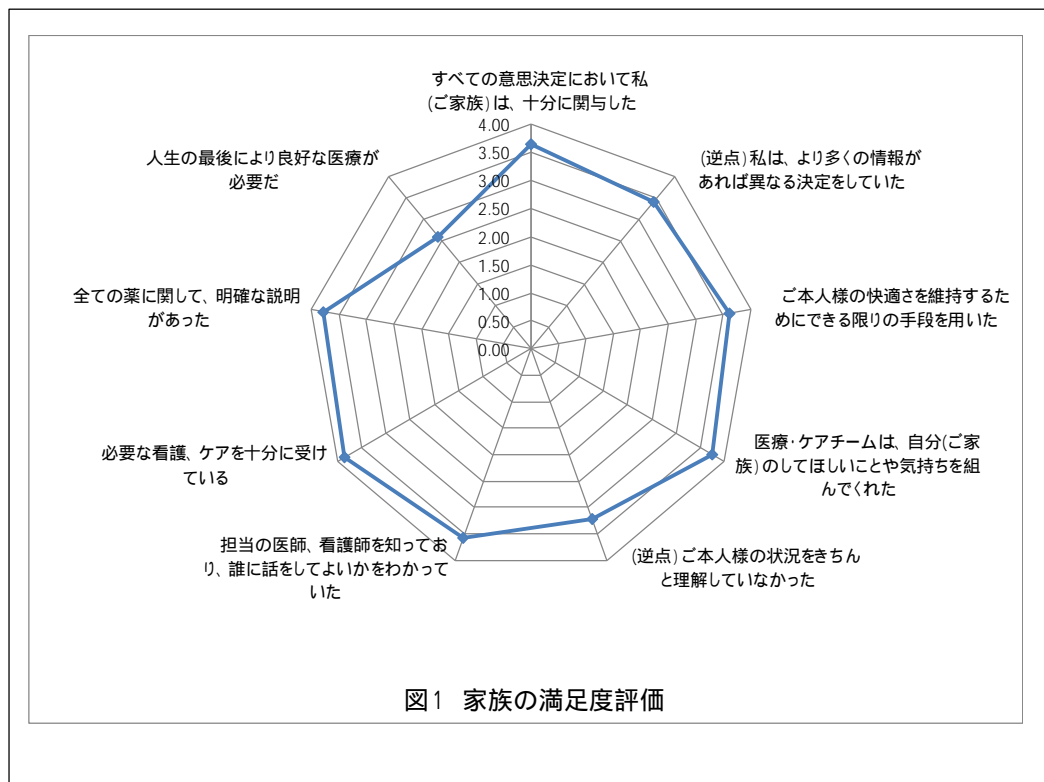 すべての意思決定において私
(ご家族)は、十分に関与した
(逆点)私は、より多くの情報が
あれば異なる決定をしていた
ご本人様の快適さを維持するた
めにできる限りの手段を用いた
医療・ケアチームは、自分(ご家
族)のしてほしいことや気持ちを組
んでくれた
(逆点)ご本人様の状況をきちん
と理解していなかった
担当の医師、看護師を知ってお
り、誰に話をしてよいかをわかって
いた
必要な看護、ケアを十分に受け
ている
全ての薬に関して、明確な説明
があった
人生の最後により良好な医療が
必要だ
4.00
3.50
3.00
2.50
2.00
1.50
1.00
0.50
0.00
図1 家族の満足度評価